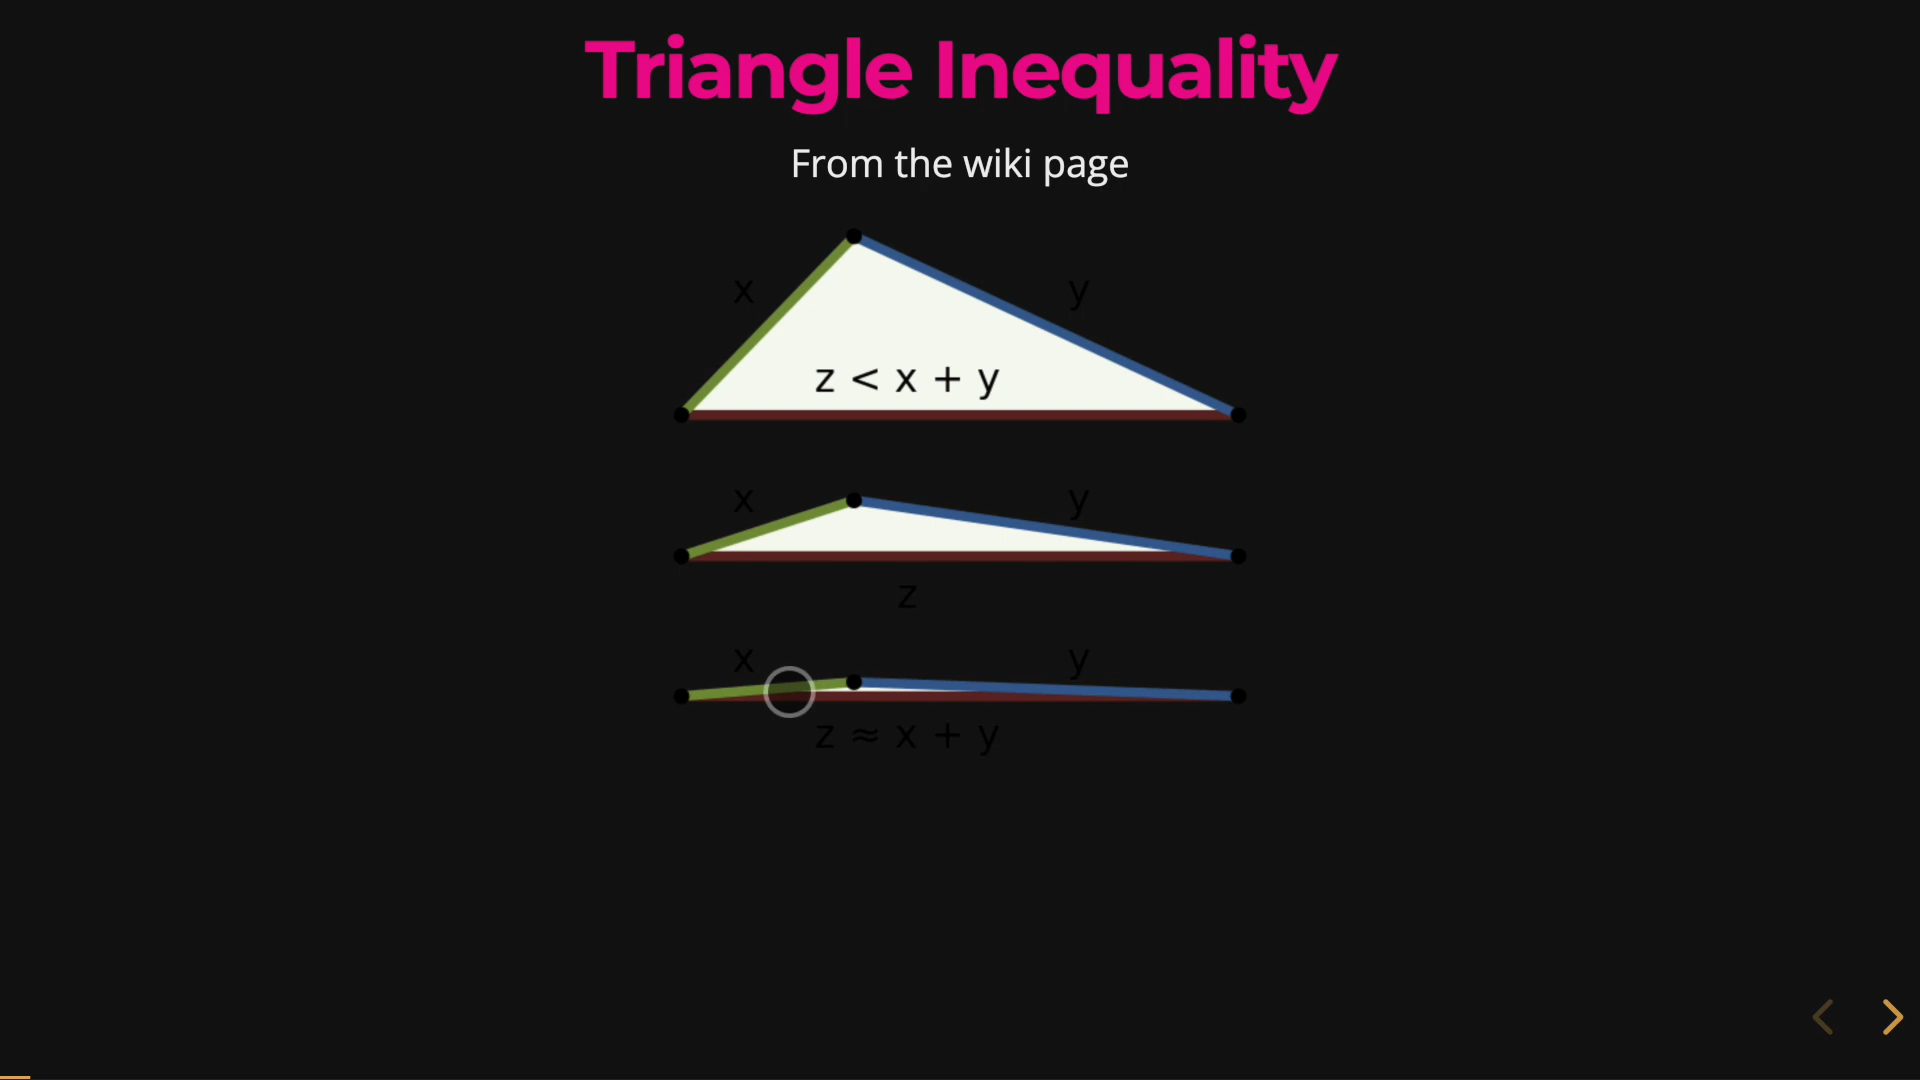 Triangle Inequality
From the wiki page
x
y
z < x + y
x
y
z
x
y
z ≈ x + y